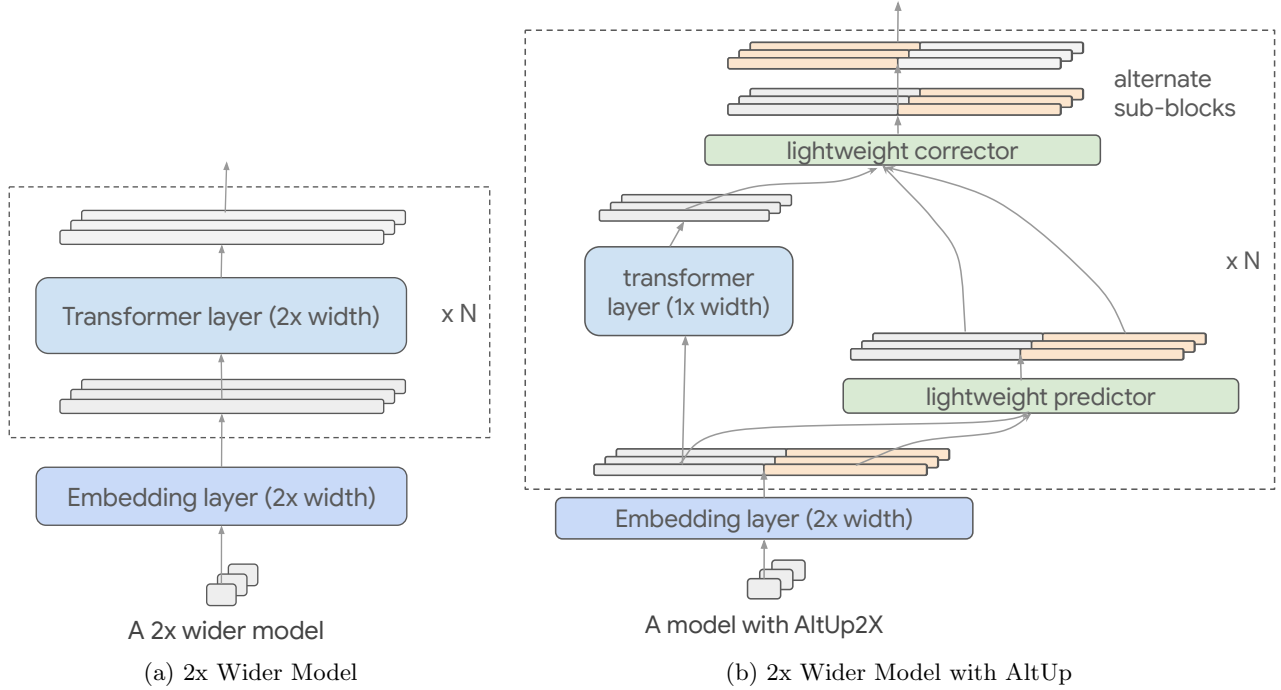 Transformer layer (2x width)
x N
Embedding layer (2x width)
A 2x wider model
(a) 2x Wider Model
alternate
sub-blocks
lightweight corrector
transformer
layer (1x width)
x N
lightweight predictor
Embedding layer (2x width)
A model with AltUp2X
(b) 2x Wider Model with AltUp